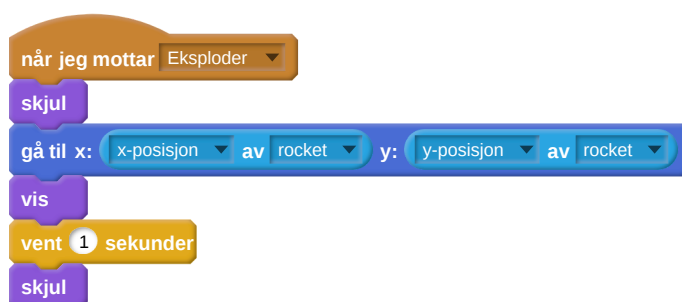 når jeg mottar Eksploder
skjul
gå til x: x-posisjon av rocket y: y-posisjon av rocket
vis
vent 1 sekunder
skjul